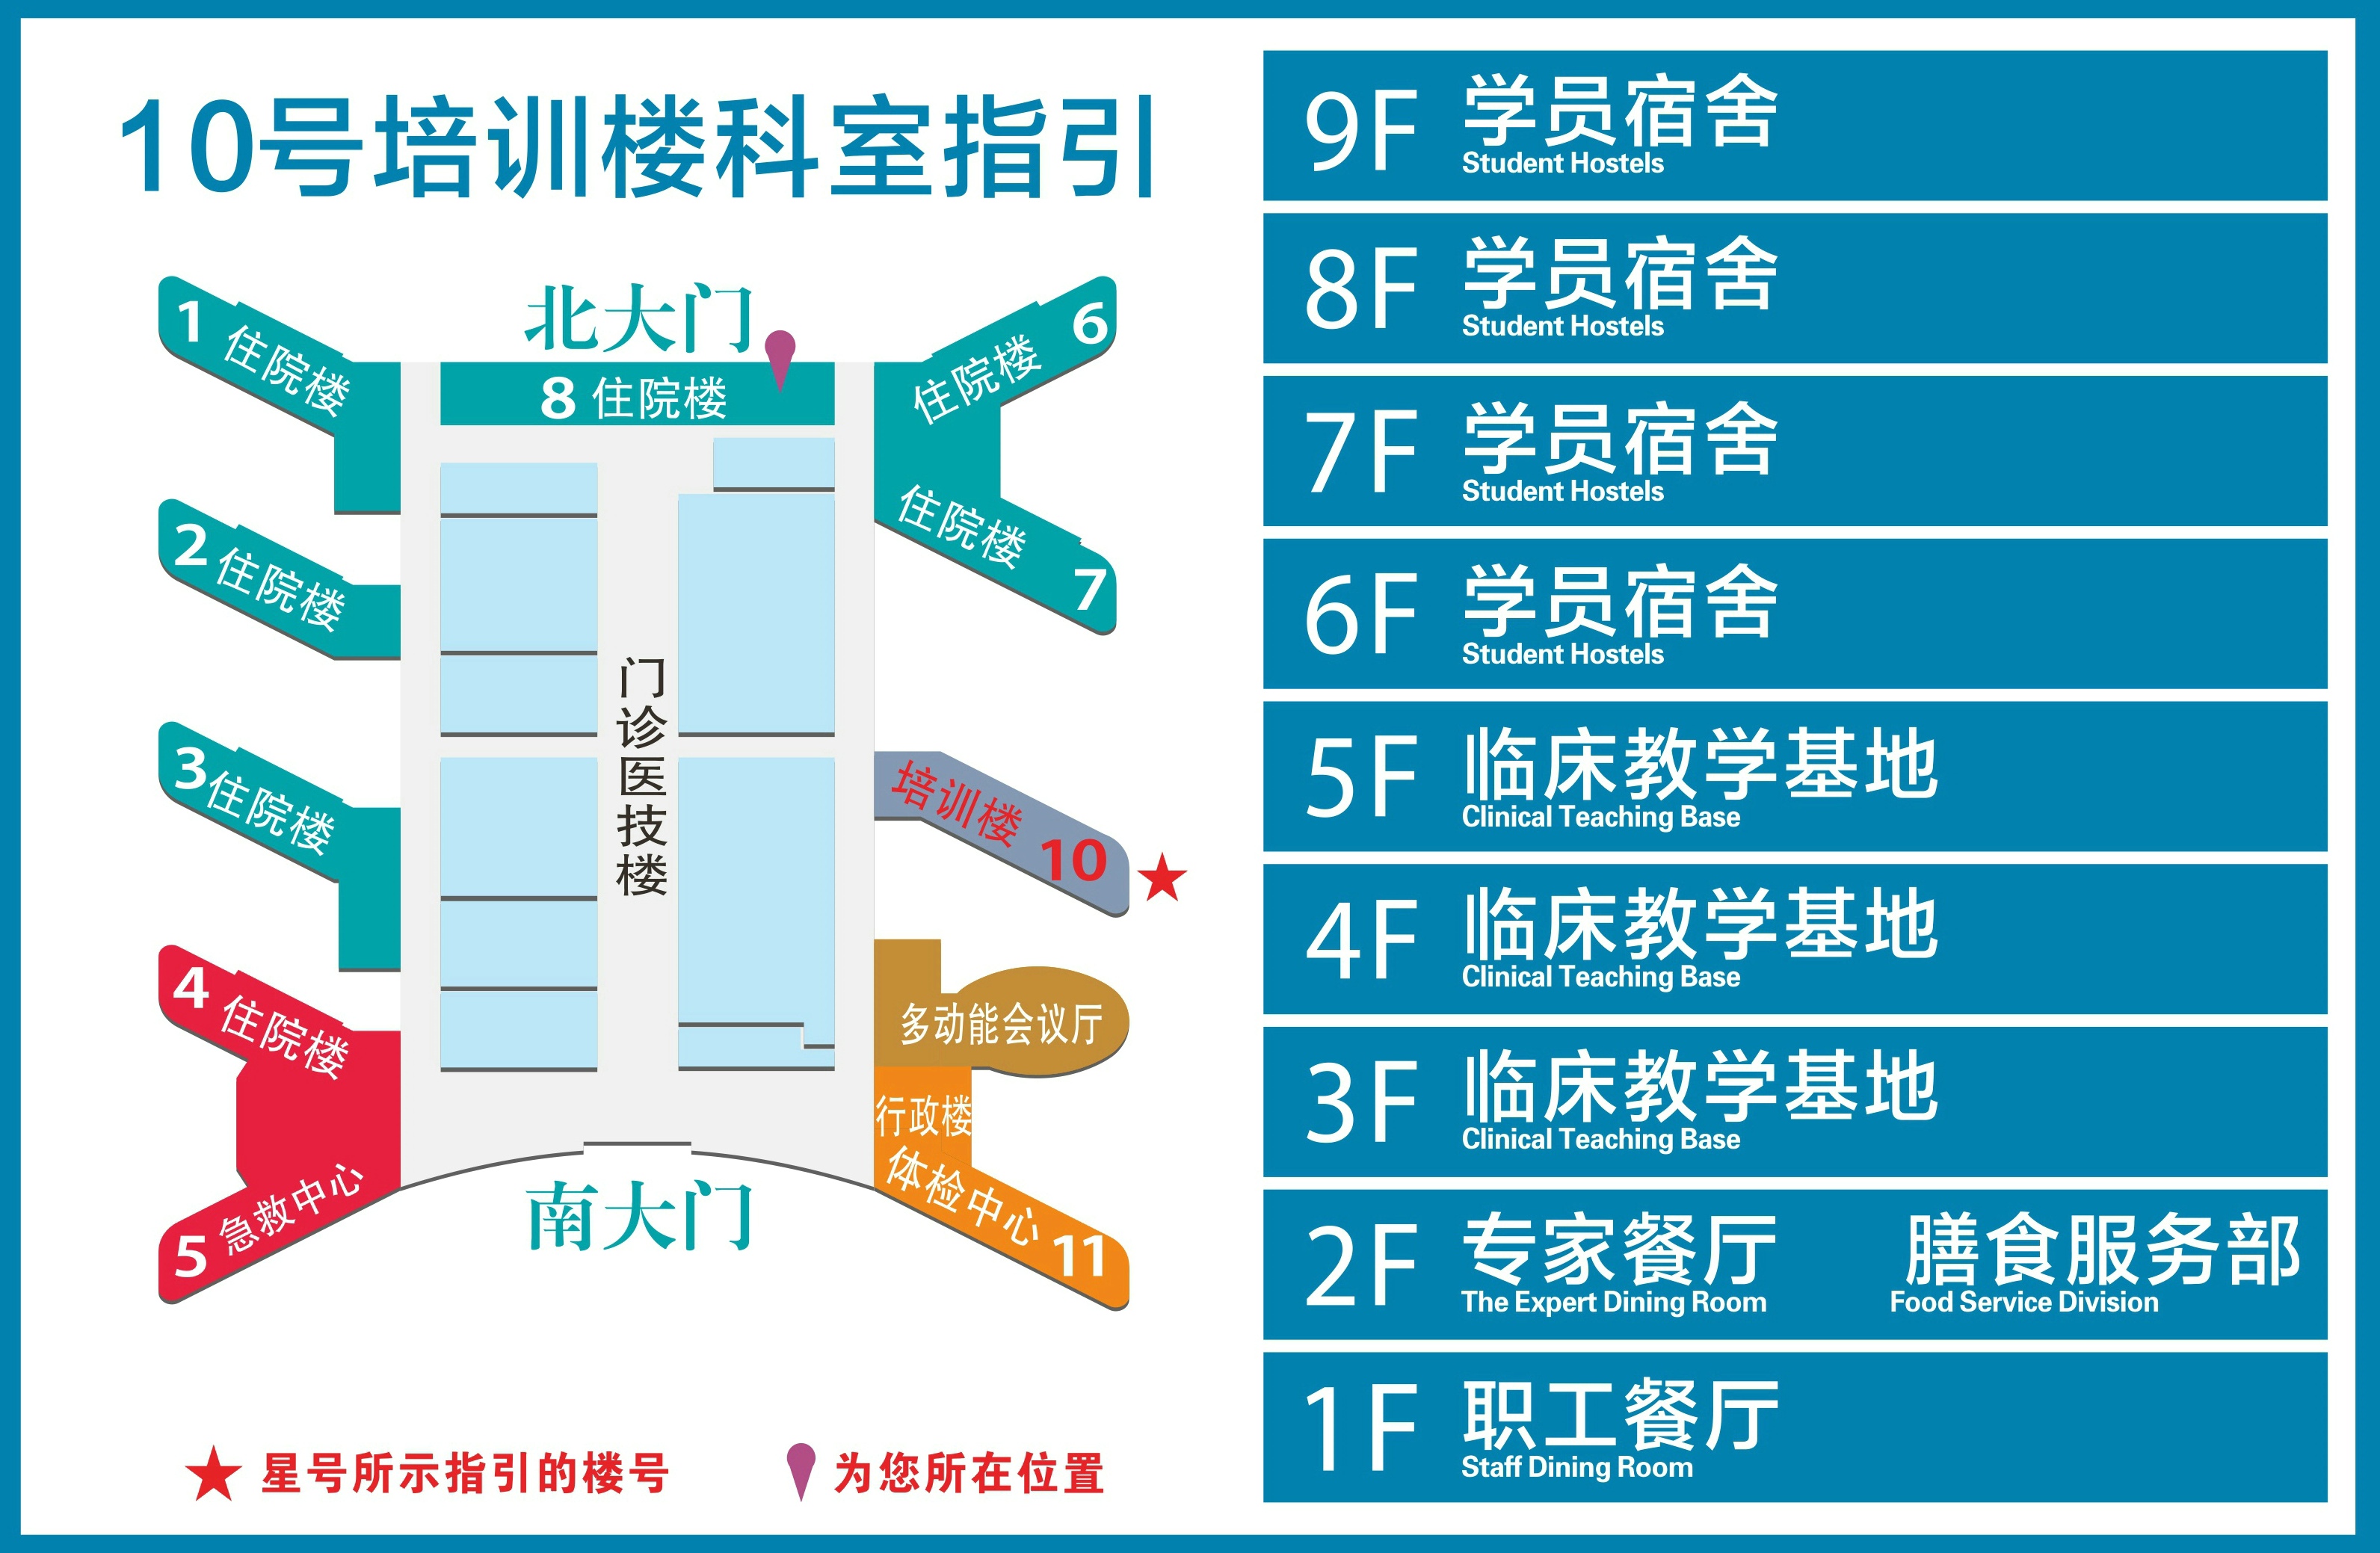 10号培训楼科室指引
北大门
1 住院楼
8 住院楼
住院楼 6
2 住院楼
住院楼 7
3 住院楼
门诊医技楼
培训楼 10
4 住院楼
多动能会议厅
行政楼
5 急救中心
体检中心 11
南大门
星号所示指引的楼号
为您所在位置
9F 学员宿舍
Student Hostels
8F 学员宿舍
Student Hostels
7F 学员宿舍
Student Hostels
6F 学员宿舍
Student Hostels
5F 临床教学基地
Clinical Teaching Base
4F 临床教学基地
Clinical Teaching Base
3F 临床教学基地
Clinical Teaching Base
2F 专家餐厅 膳食服务部
The Expert Dining Room Food Service Division
1F 职工餐厅
Staff Dining Room